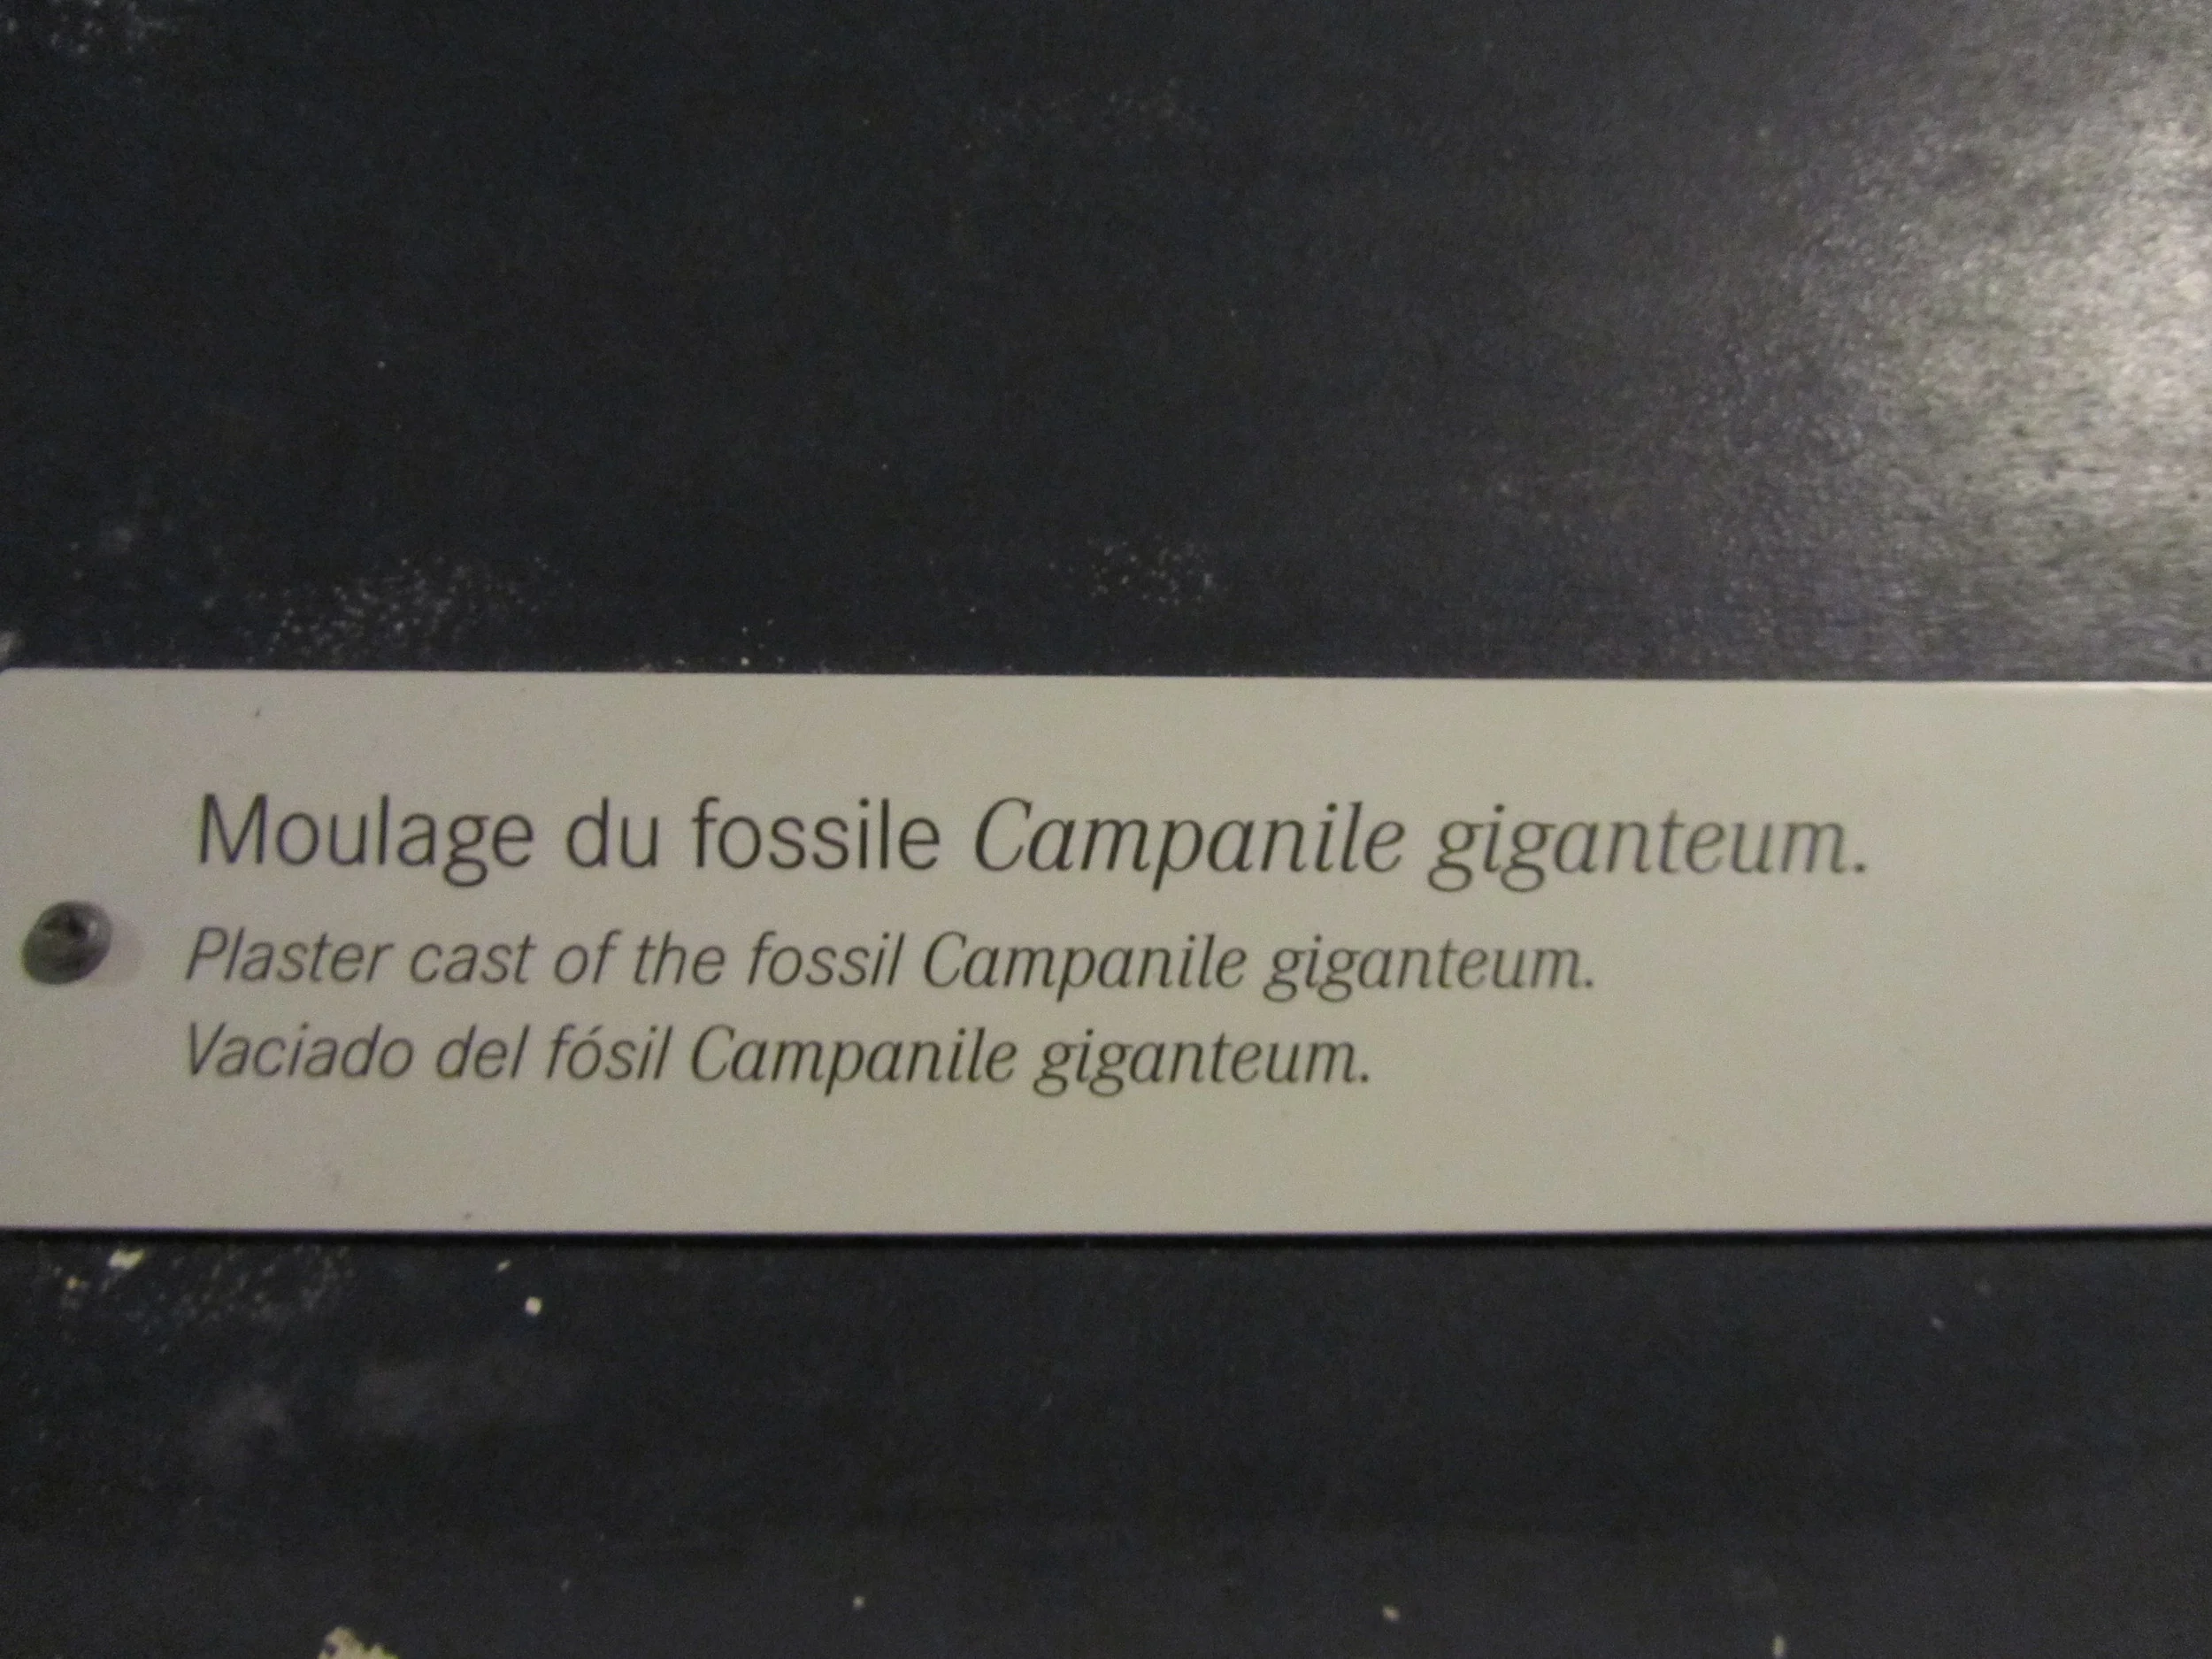 Moulage du fossile Campanile giganteum.
Plaster cast of the fossil Campanile giganteum.
Vaciado del fósil Campanile giganteum.